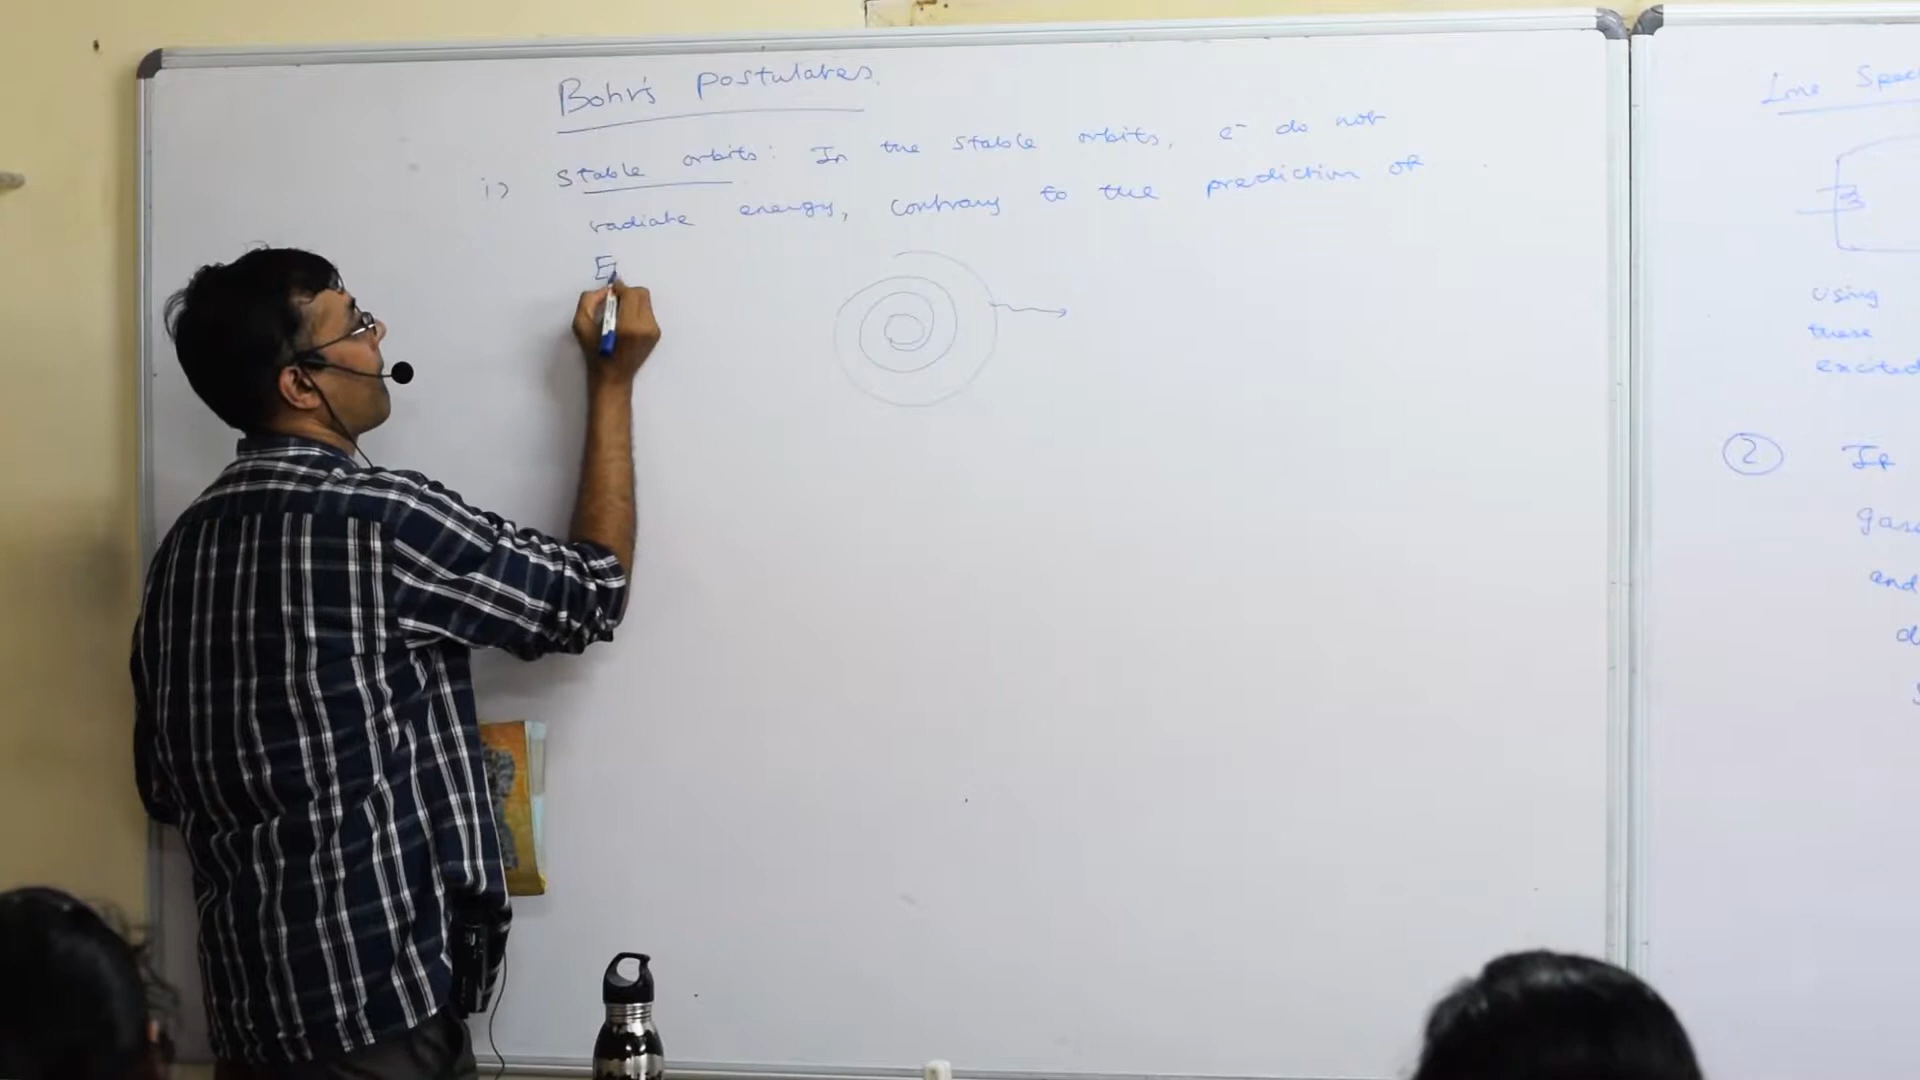 Bohr's postulates.
i) Stable orbits: In the stable orbits, e⁻ do not
radiate energy, contrary to the prediction of
E
Line Spec
using
these
excited
2 If
gase
and
d